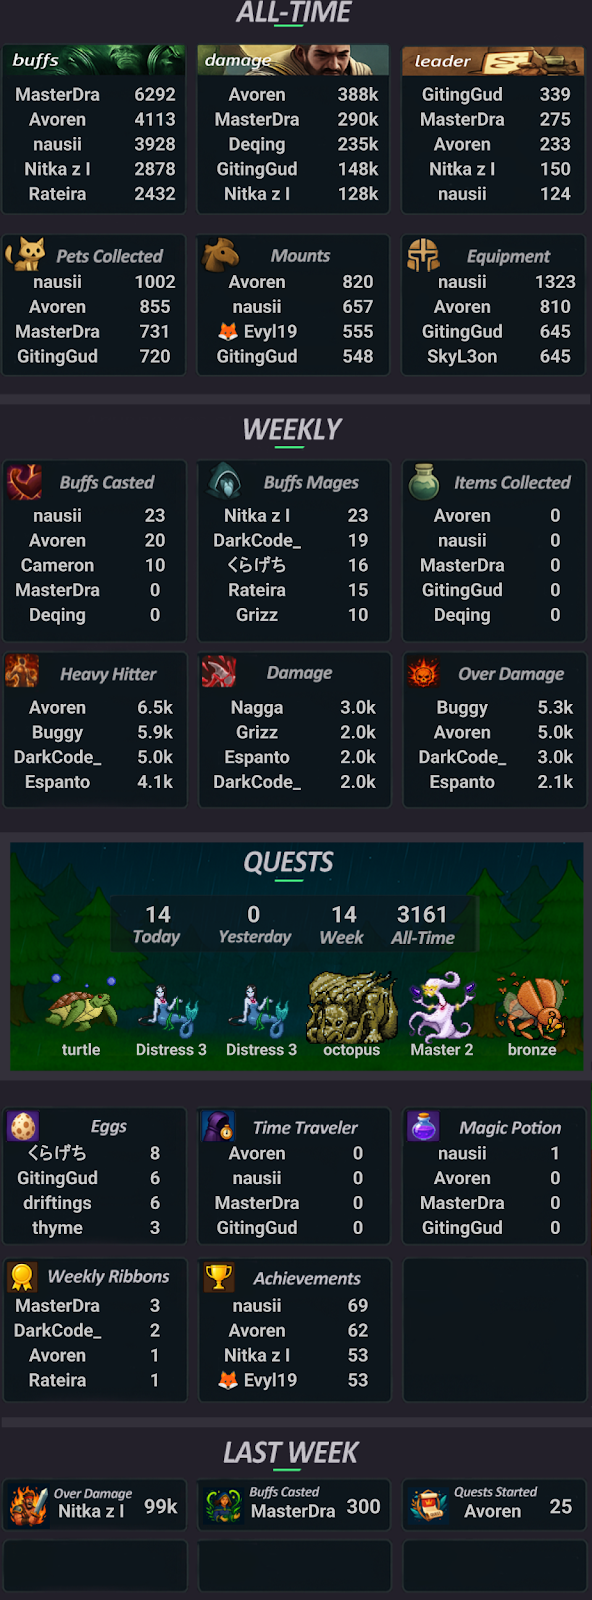 ALL-TIME
buffs
MasterDra 6292
Avoren 4113
nausii 3928
Nitka z I 2878
Rateira 2432
damage
Avoren 388k
MasterDra 290k
Deqing 235k
GitingGud 148k
Nitka z I 128k
leader
GitingGud 339
MasterDra 275
Avoren 233
Nitka z I 150
nausii 124
Pets Collected
nausii 1002
Avoren 855
MasterDra 731
GitingGud 720
Mounts
Avoren 820
nausii 657
🦊 Evyl19 555
GitingGud 548
Equipment
nausii 1323
Avoren 810
GitingGud 645
SkyL3on 645
WEEKLY
Buffs Casted
nausii 23
Avoren 20
Cameron 10
MasterDra 0
Deqing 0
Buffs Mages
Nitka z I 23
DarkCode_ 19
くらげち 16
Rateira 15
Grizz 10
Items Collected
Avoren 0
nausii 0
MasterDra 0
GitingGud 0
Deqing 0
Heavy Hitter
Avoren 6.5k
Buggy 5.9k
DarkCode_ 5.0k
Espanto 4.1k
Damage
Nagga 3.0k
Grizz 2.0k
Espanto 2.0k
DarkCode_ 2.0k
Over Damage
Buggy 5.3k
Avoren 5.0k
DarkCode_ 3.0k
Espanto 2.1k
QUESTS
14 0 14 3161
Today Yesterday Week All-Time
turtle Distress 3 Distress 3 octopus Master 2 bronze
Eggs
くらげち 8
GitingGud 6
driftings 6
thyme 3
Time Traveler
Avoren 0
nausii 0
MasterDra 0
GitingGud 0
Magic Potion
nausii 1
Avoren 0
MasterDra 0
GitingGud 0
Weekly Ribbons
MasterDra 3
DarkCode_ 2
Avoren 1
Rateira 1
Achievements
nausii 69
Avoren 62
Nitka z I 53
🦊 Evyl19 53
LAST WEEK
Over Damage
Nitka z I 99k
Buffs Casted
MasterDra 300
Quests Started
Avoren 25